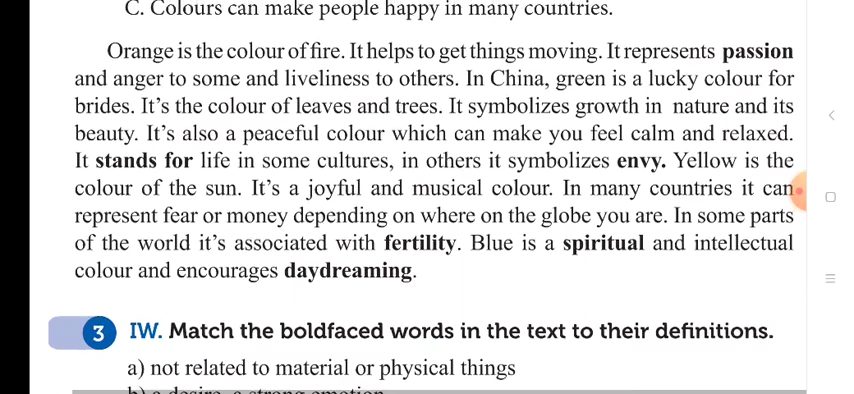 C. Colours can make people happy in many countries.
Orange is the colour of fire. It helps to get things moving. It represents passion
and anger to some and liveliness to others. In China, green is a lucky colour for
brides. It's the colour of leaves and trees. It symbolizes growth in nature and its
beauty. It's also a peaceful colour which can make you feel calm and relaxed.
It stands for life in some cultures, in others it symbolizes envy. Yellow is the
colour of the sun. It's a joyful and musical colour. In many countries it can
represent fear or money depending on where on the globe you are. In some parts
of the world it's associated with fertility. Blue is a spiritual and intellectual
colour and encourages daydreaming.
3 IW. Match the boldfaced words in the text to their definitions.
a) not related to material or physical things
b) a desire, a strong emotion